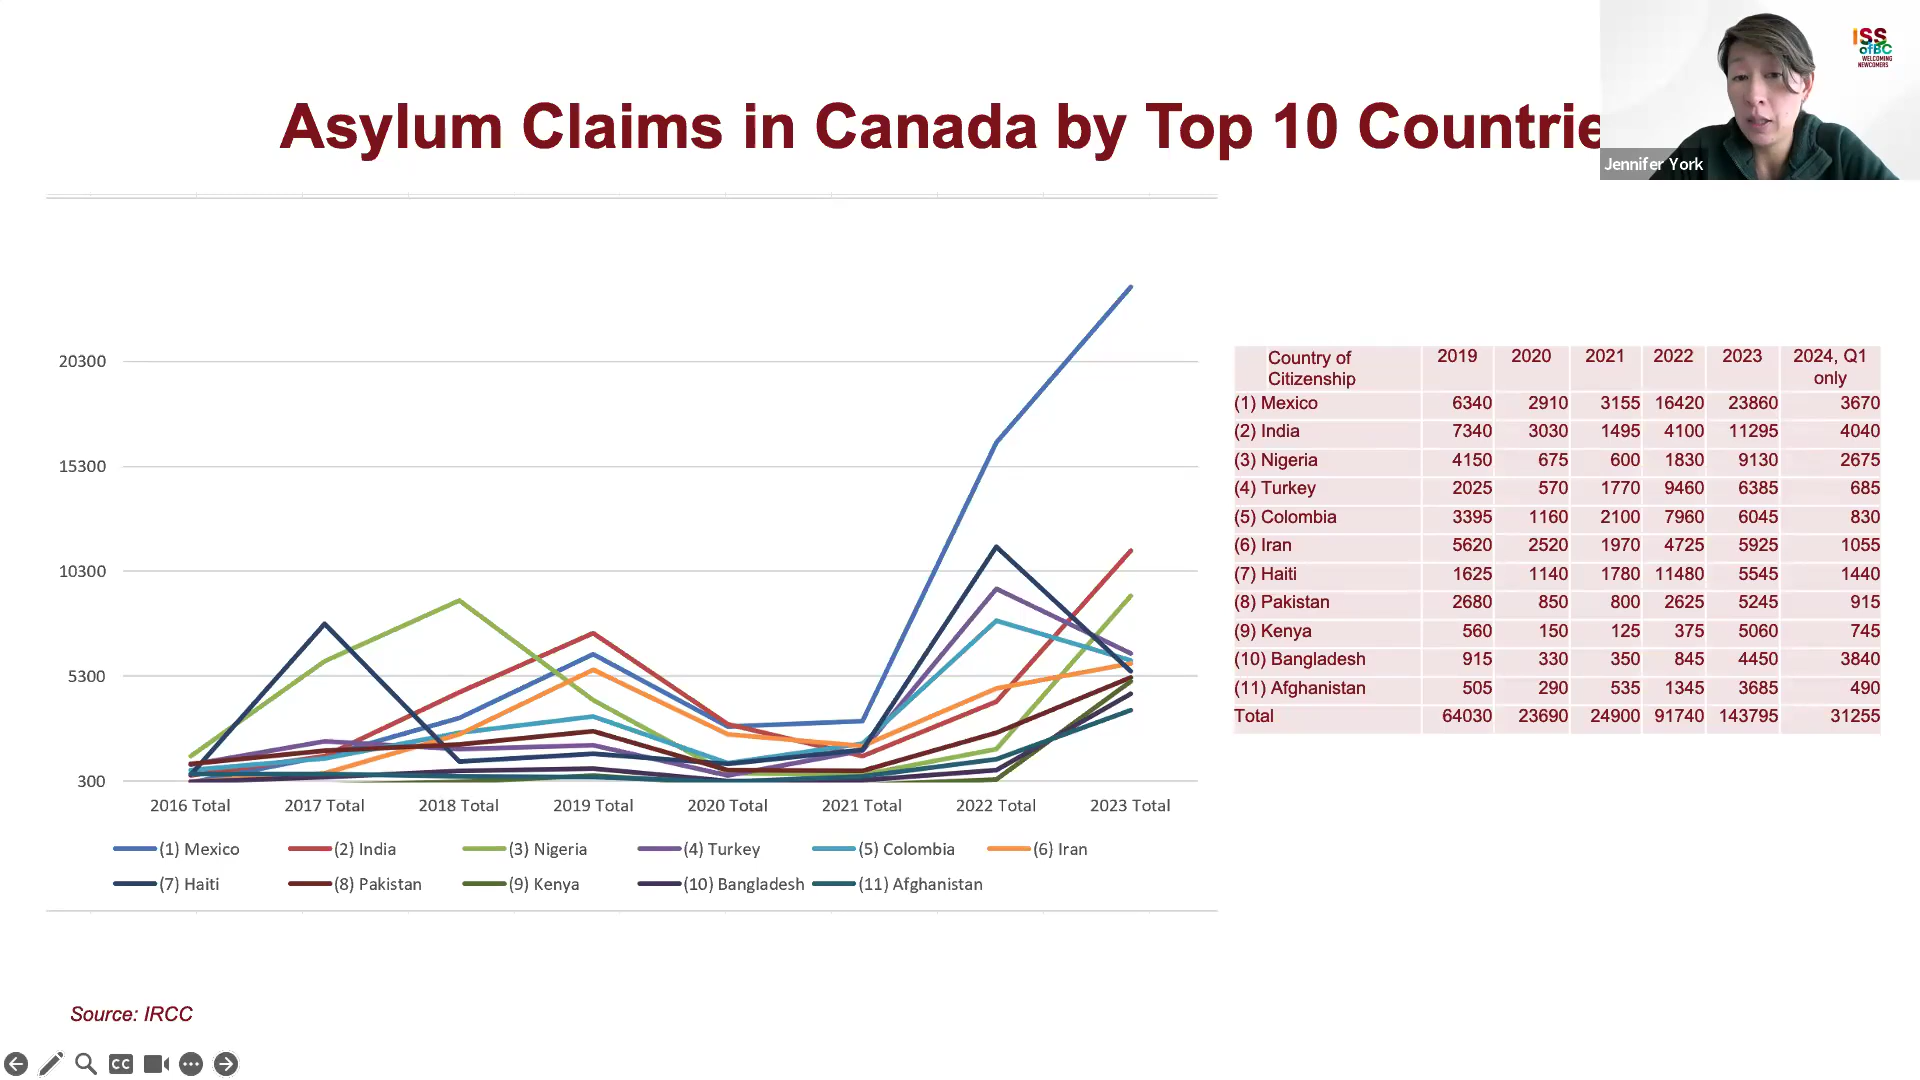 Asylum Claims in Canada by Top 10 Countrie
ISS
ofBC
WELCOMING
NEWCOMERS
Jennifer York
20300
15300
10300
5300
300
2016 Total 2017 Total 2018 Total 2019 Total 2020 Total 2021 Total 2022 Total 2023 Total
(1) Mexico (2) India (3) Nigeria (4) Turkey (5) Colombia (6) Iran
(7) Haiti (8) Pakistan (9) Kenya (10) Bangladesh (11) Afghanistan
Country of Citizenship 2019 2020 2021 2022 2023 2024, Q1 only
(1) Mexico 6340 2910 3155 16420 23860 3670
(2) India 7340 3030 1495 4100 11295 4040
(3) Nigeria 4150 675 600 1830 9130 2675
(4) Turkey 2025 570 1770 9460 6385 685
(5) Colombia 3395 1160 2100 7960 6045 830
(6) Iran 5620 2520 1970 4725 5925 1055
(7) Haiti 1625 1140 1780 11480 5545 1440
(8) Pakistan 2680 850 800 2625 5245 915
(9) Kenya 560 150 125 375 5060 745
(10) Bangladesh 915 330 350 845 4450 3840
(11) Afghanistan 505 290 535 1345 3685 490
Total 64030 23690 24900 91740 143795 31255
Source: IRCC
CC